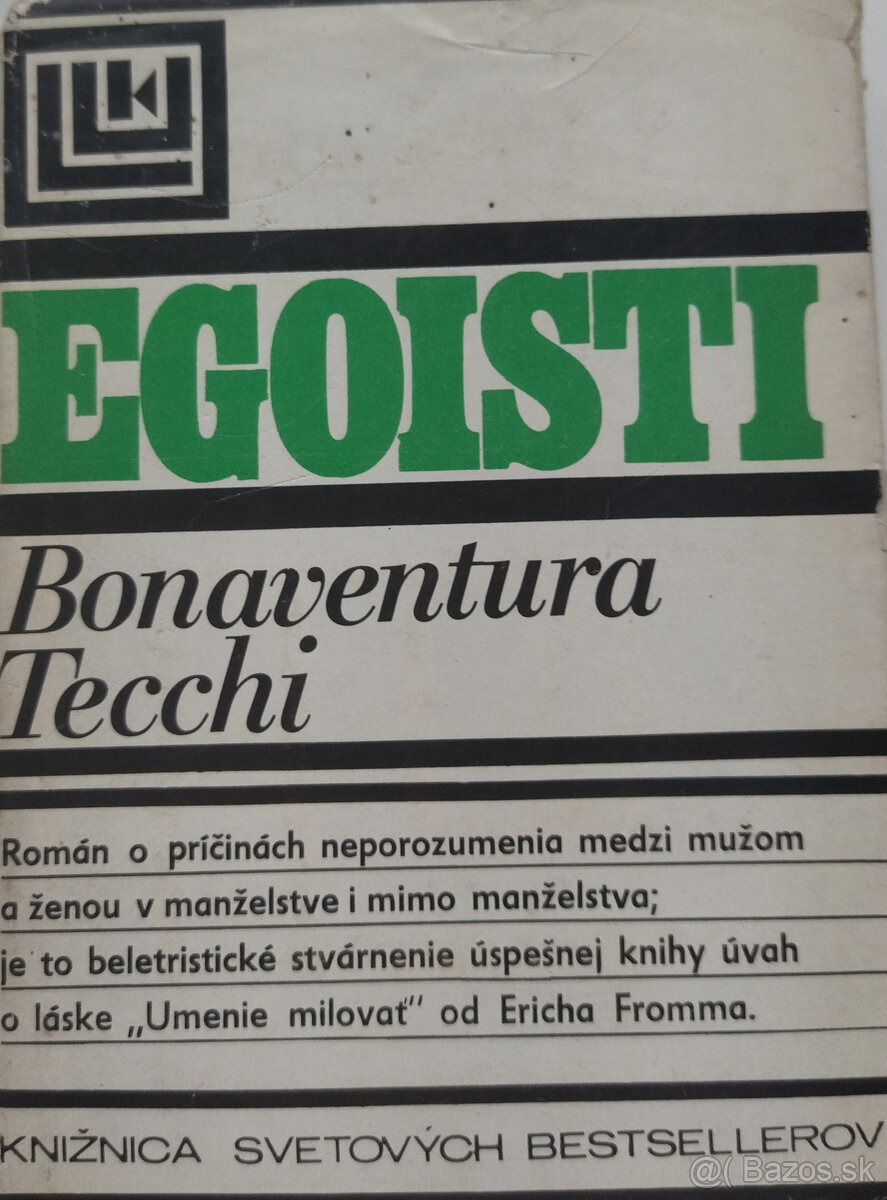 EGOISTI
Bonaventura
Tecchi
Román o príčinách neporozumenia medzi mužom
a ženou v manželstve i mimo manželstva;
je to beletristické stvárnenie úspešnej knihy úvah
o láske „Umenie milovať" od Ericha Fromma.
KNIŽNICA SVETOVÝCH BESTSELLEROV
@( Bazos.sk